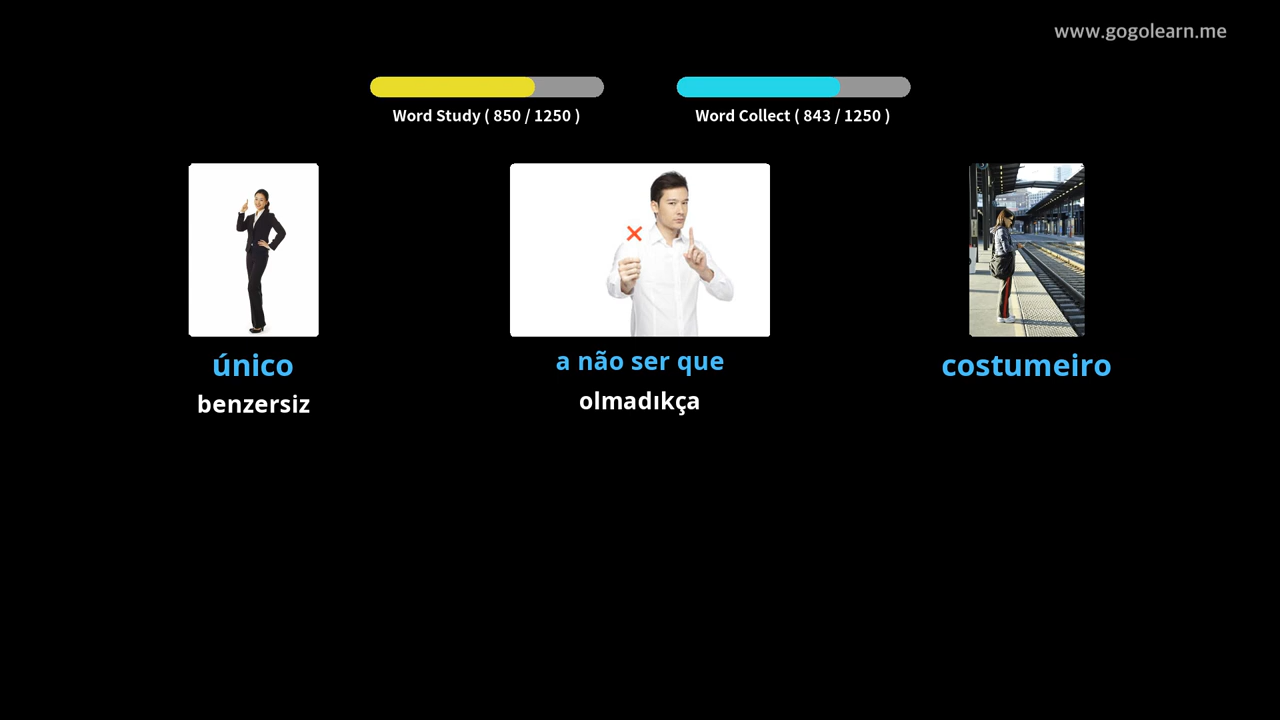 www.gogolearn.me
Word Study ( 850 / 1250 )
Word Collect ( 843 / 1250 )
único
a não ser que
costumeiro
benzersiz
olmadıkça